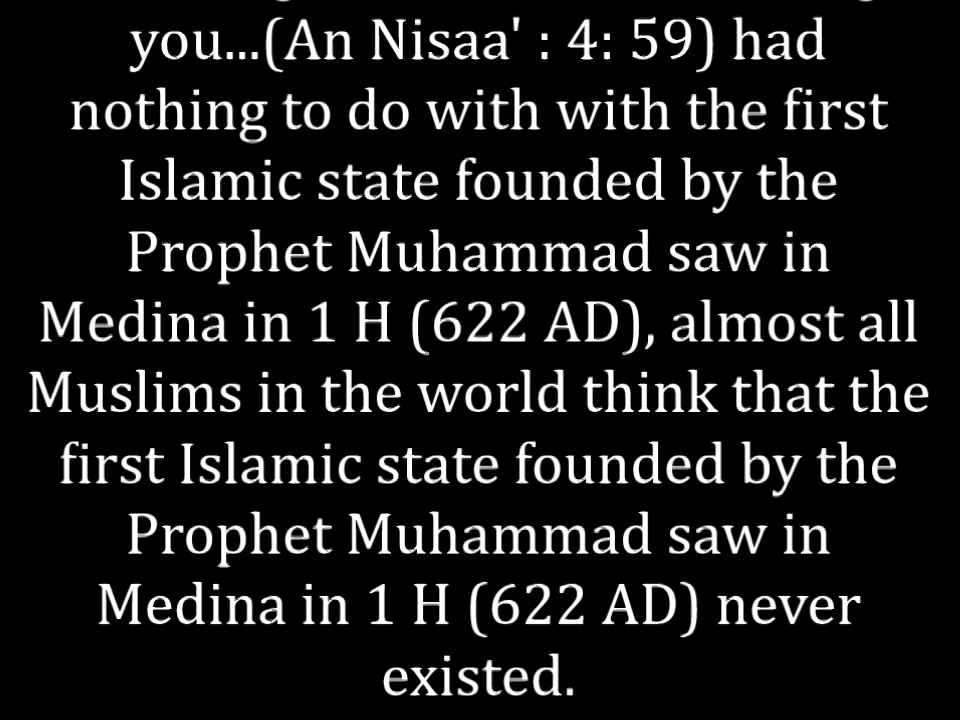 you...(An Nisaa' : 4: 59) had
nothing to do with with the first
Islamic state founded by the
Prophet Muhammad saw in
Medina in 1 H (622 AD), almost all
Muslims in the world think that the
first Islamic state founded by the
Prophet Muhammad saw in
Medina in 1 H (622 AD) never
existed.